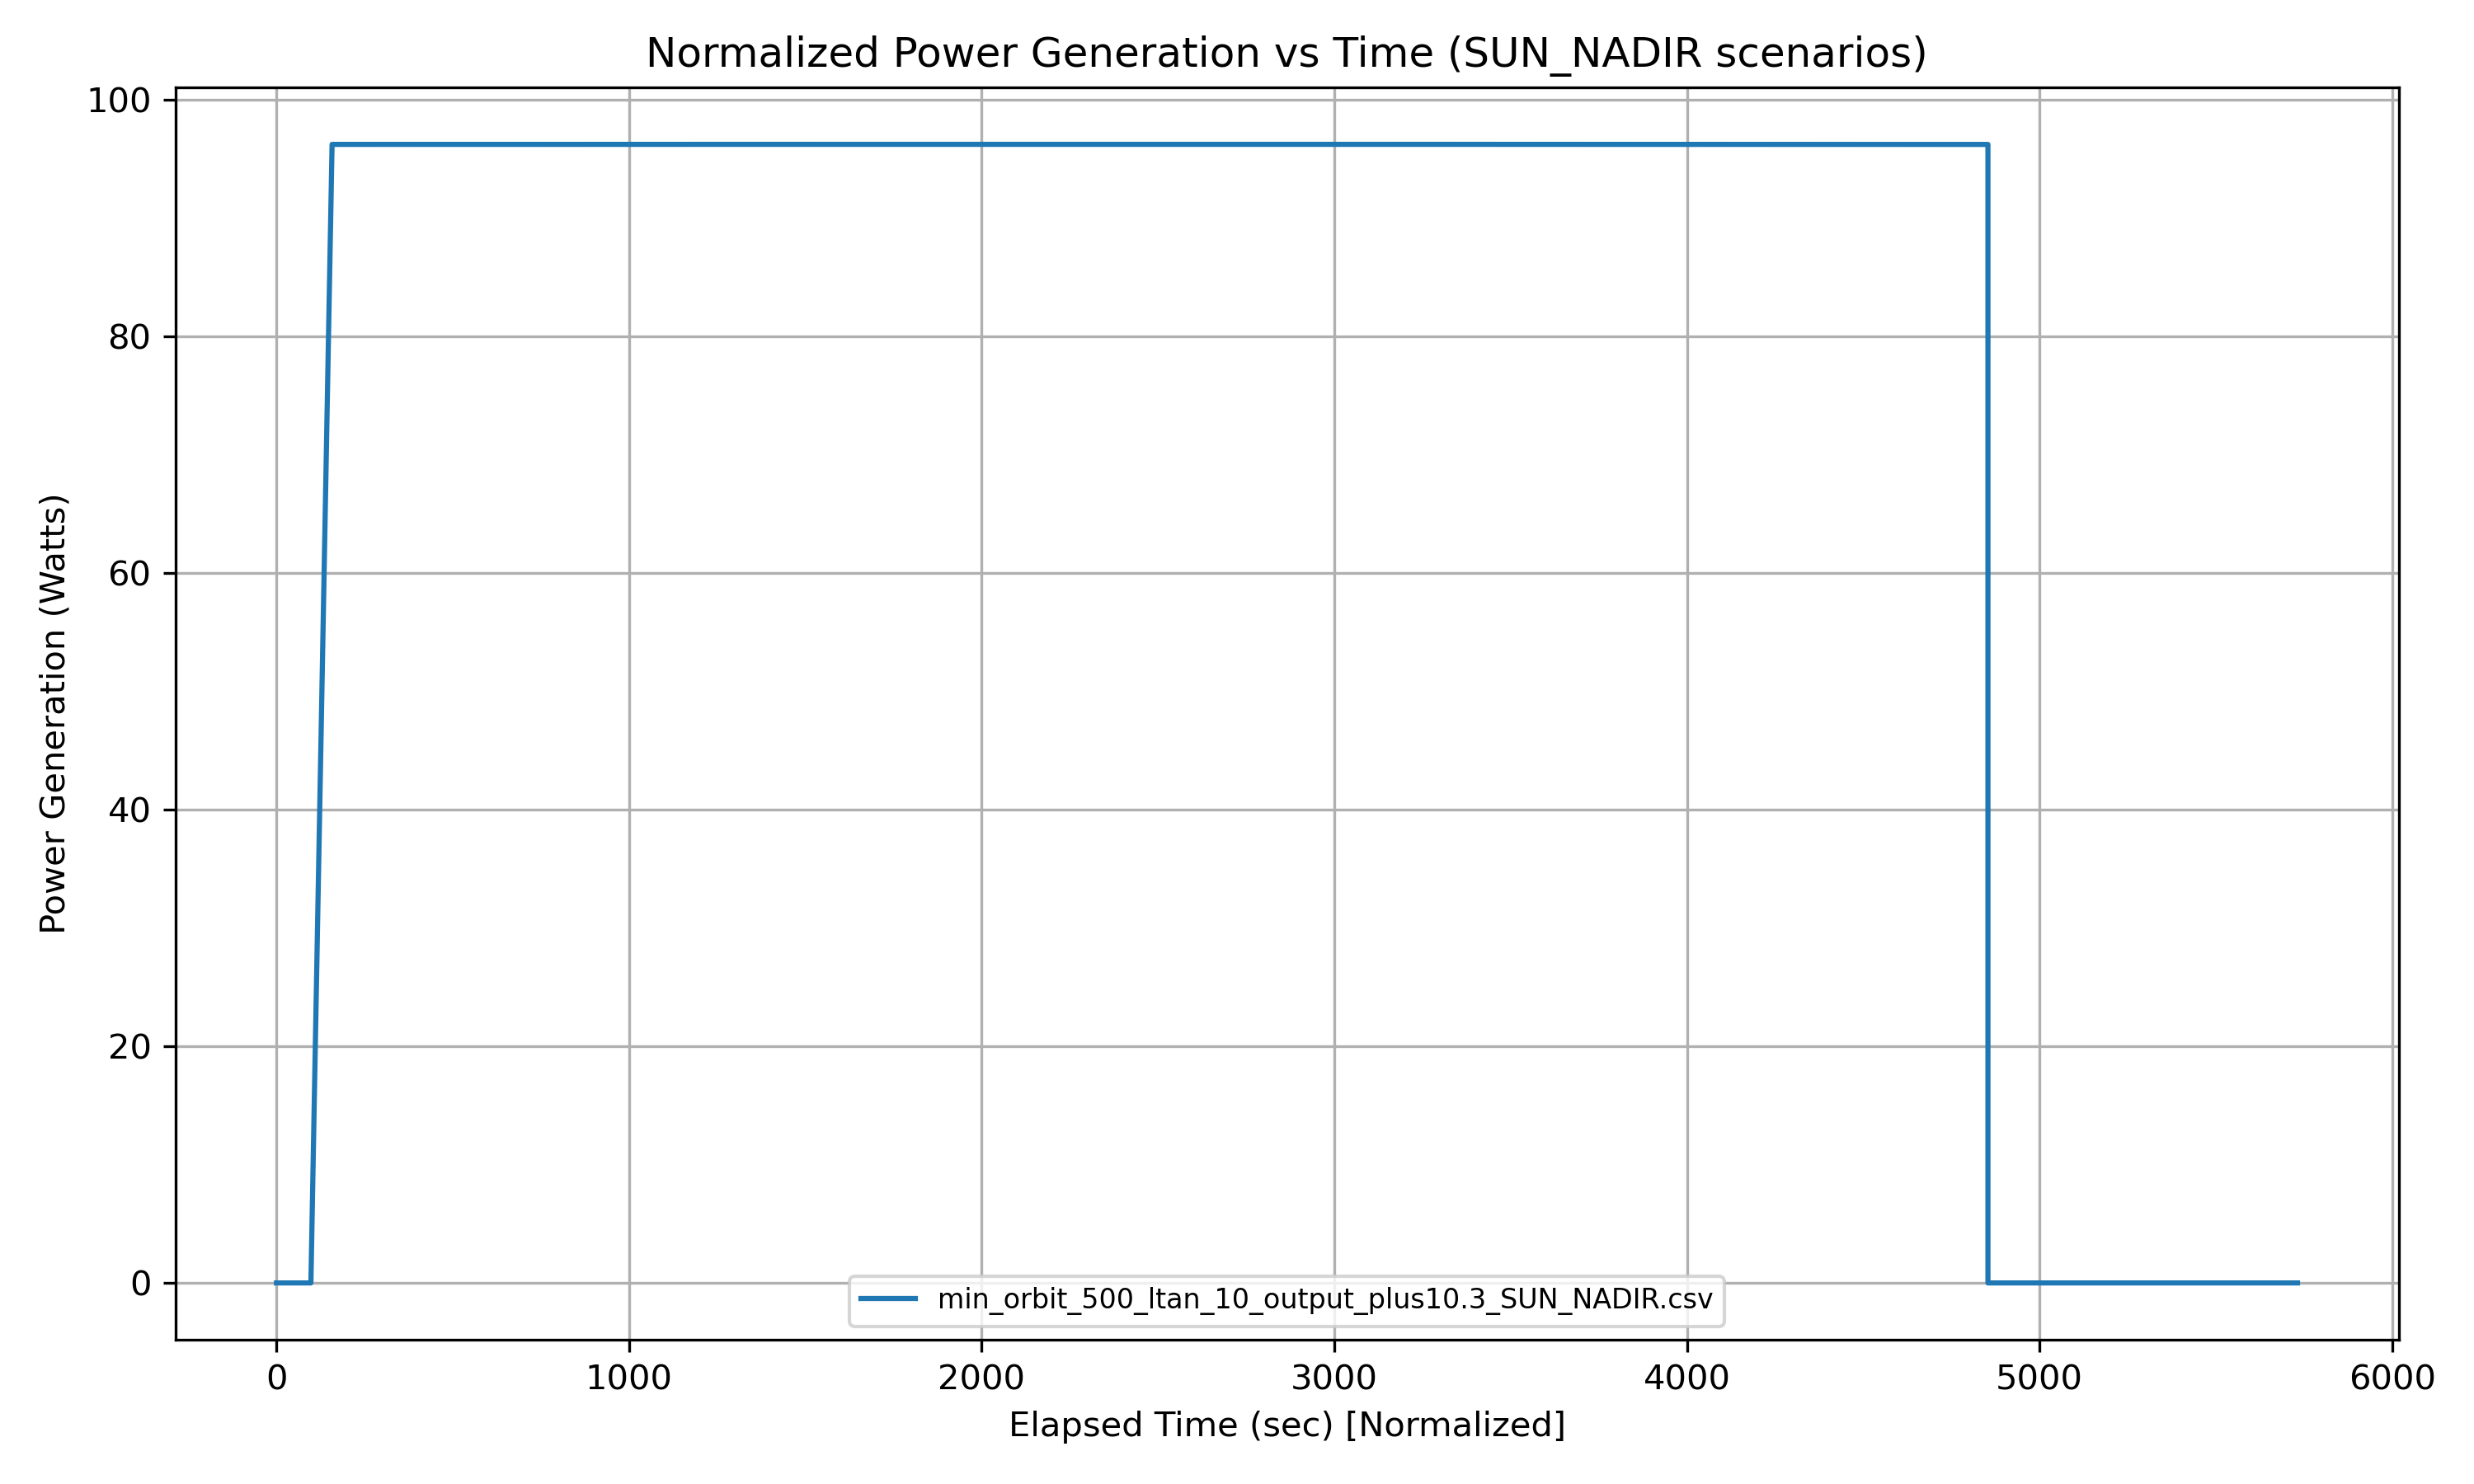 Normalized Power Generation vs Time (SUN_NADIR scenarios)
100
80
60
40
20
0
Power Generation (Watts)
min_orbit_500_ltan_10_output_plus10.3_SUN_NADIR.csv
0 1000 2000 3000 4000 5000 6000
Elapsed Time (sec) [Normalized]